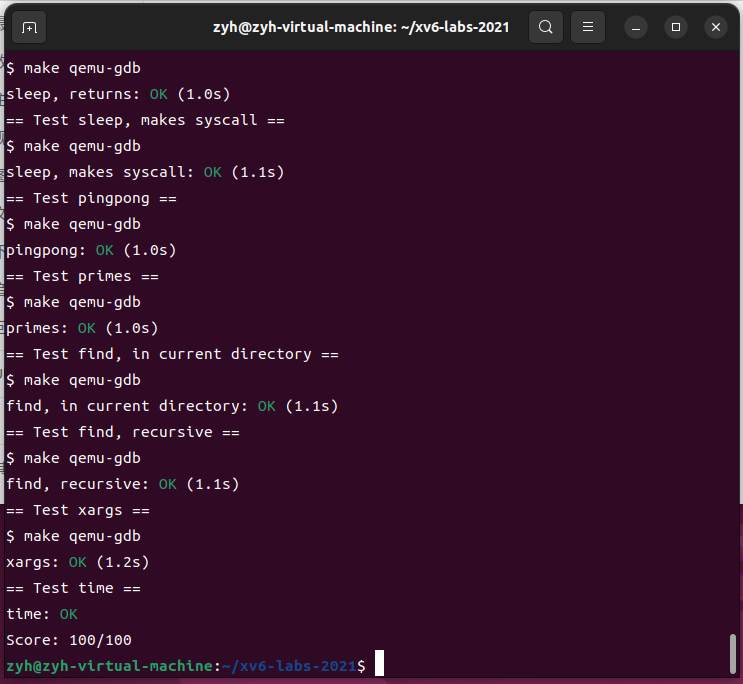 zyh@zyh-virtual-machine: ~/xv6-labs-2021
$ make qemu-gdb
sleep, returns: OK (1.0s)
== Test sleep, makes syscall ==
$ make qemu-gdb
sleep, makes syscall: OK (1.1s)
== Test pingpong ==
$ make qemu-gdb
pingpong: OK (1.0s)
== Test primes ==
$ make qemu-gdb
primes: OK (1.0s)
== Test find, in current directory ==
$ make qemu-gdb
find, in current directory: OK (1.1s)
== Test find, recursive ==
$ make qemu-gdb
find, recursive: OK (1.1s)
== Test xargs ==
$ make qemu-gdb
xargs: OK (1.2s)
== Test time ==
time: OK
Score: 100/100
zyh@zyh-virtual-machine:~/xv6-labs-2021$